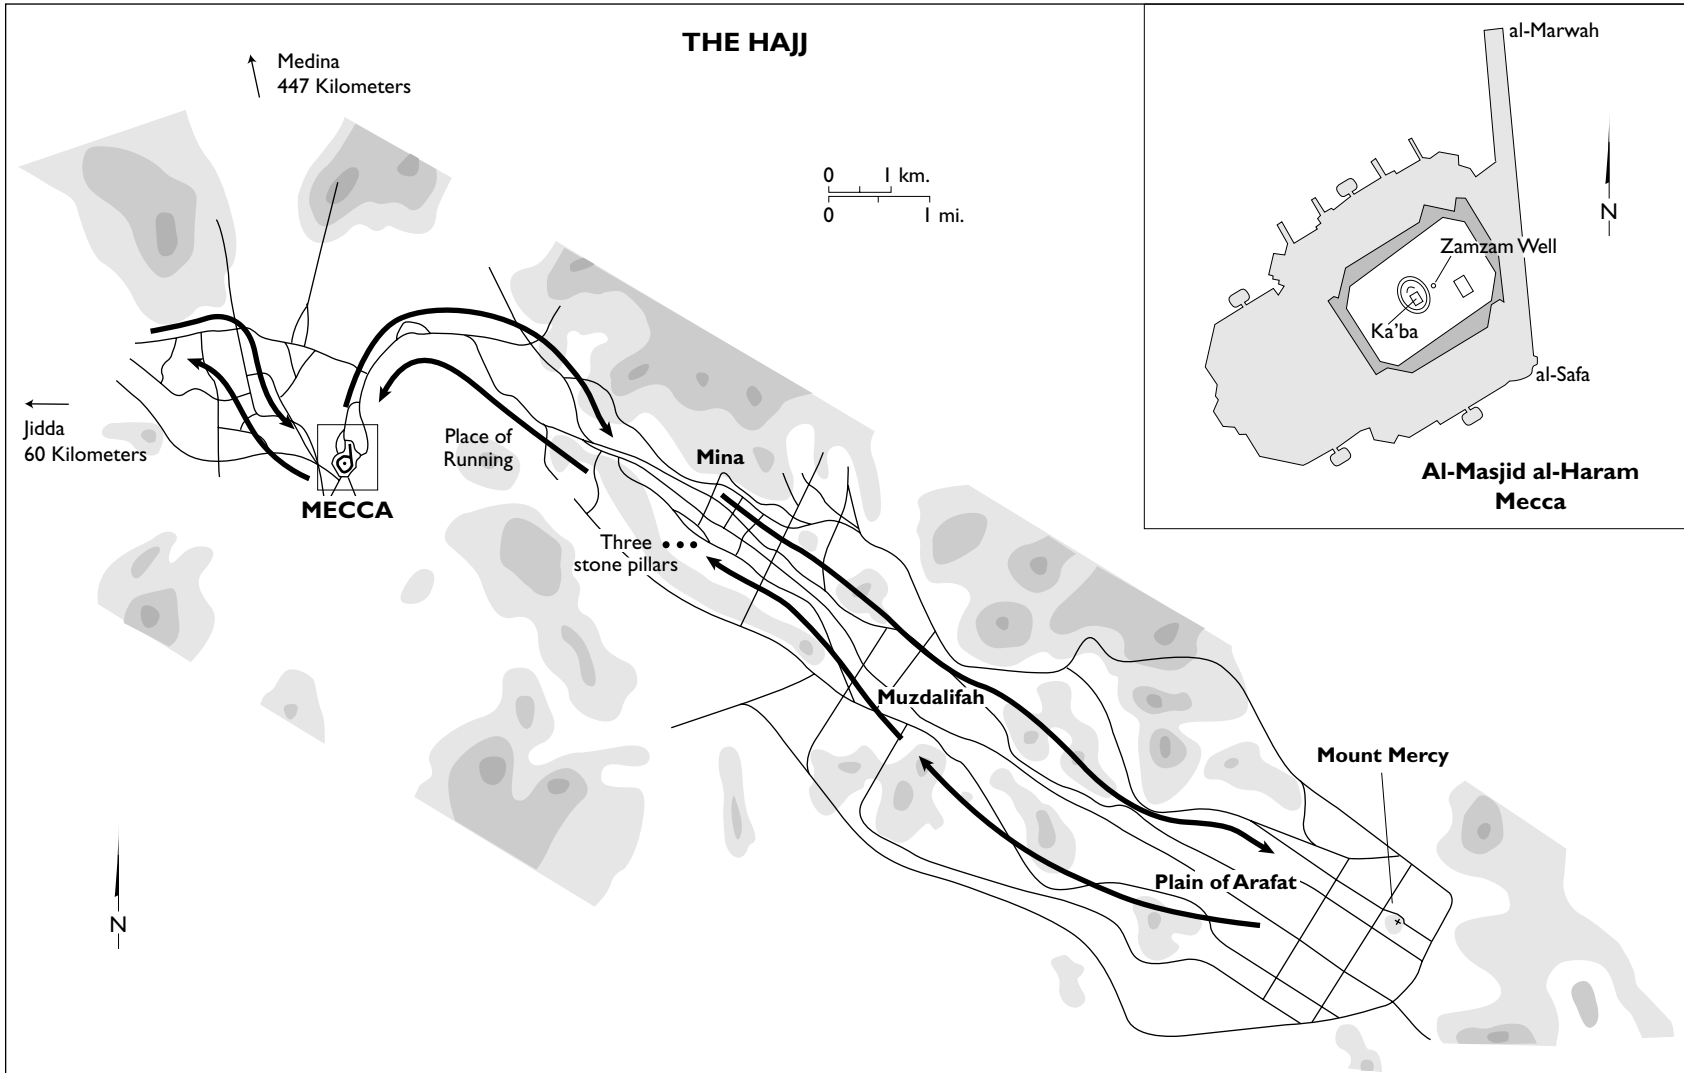 THE HAJJ
Medina
447 Kilometers
0 1 km.
0 1 mi.
Jidda
60 Kilometers
MECCA
Place of
Running
Mina
Three
stone pillars
Muzdalifah
Mount Mercy
Plain of Arafat
N
al-Marwah
N
Zamzam Well
Ka’ba
al-Safa
Al-Masjid al-Haram
Mecca